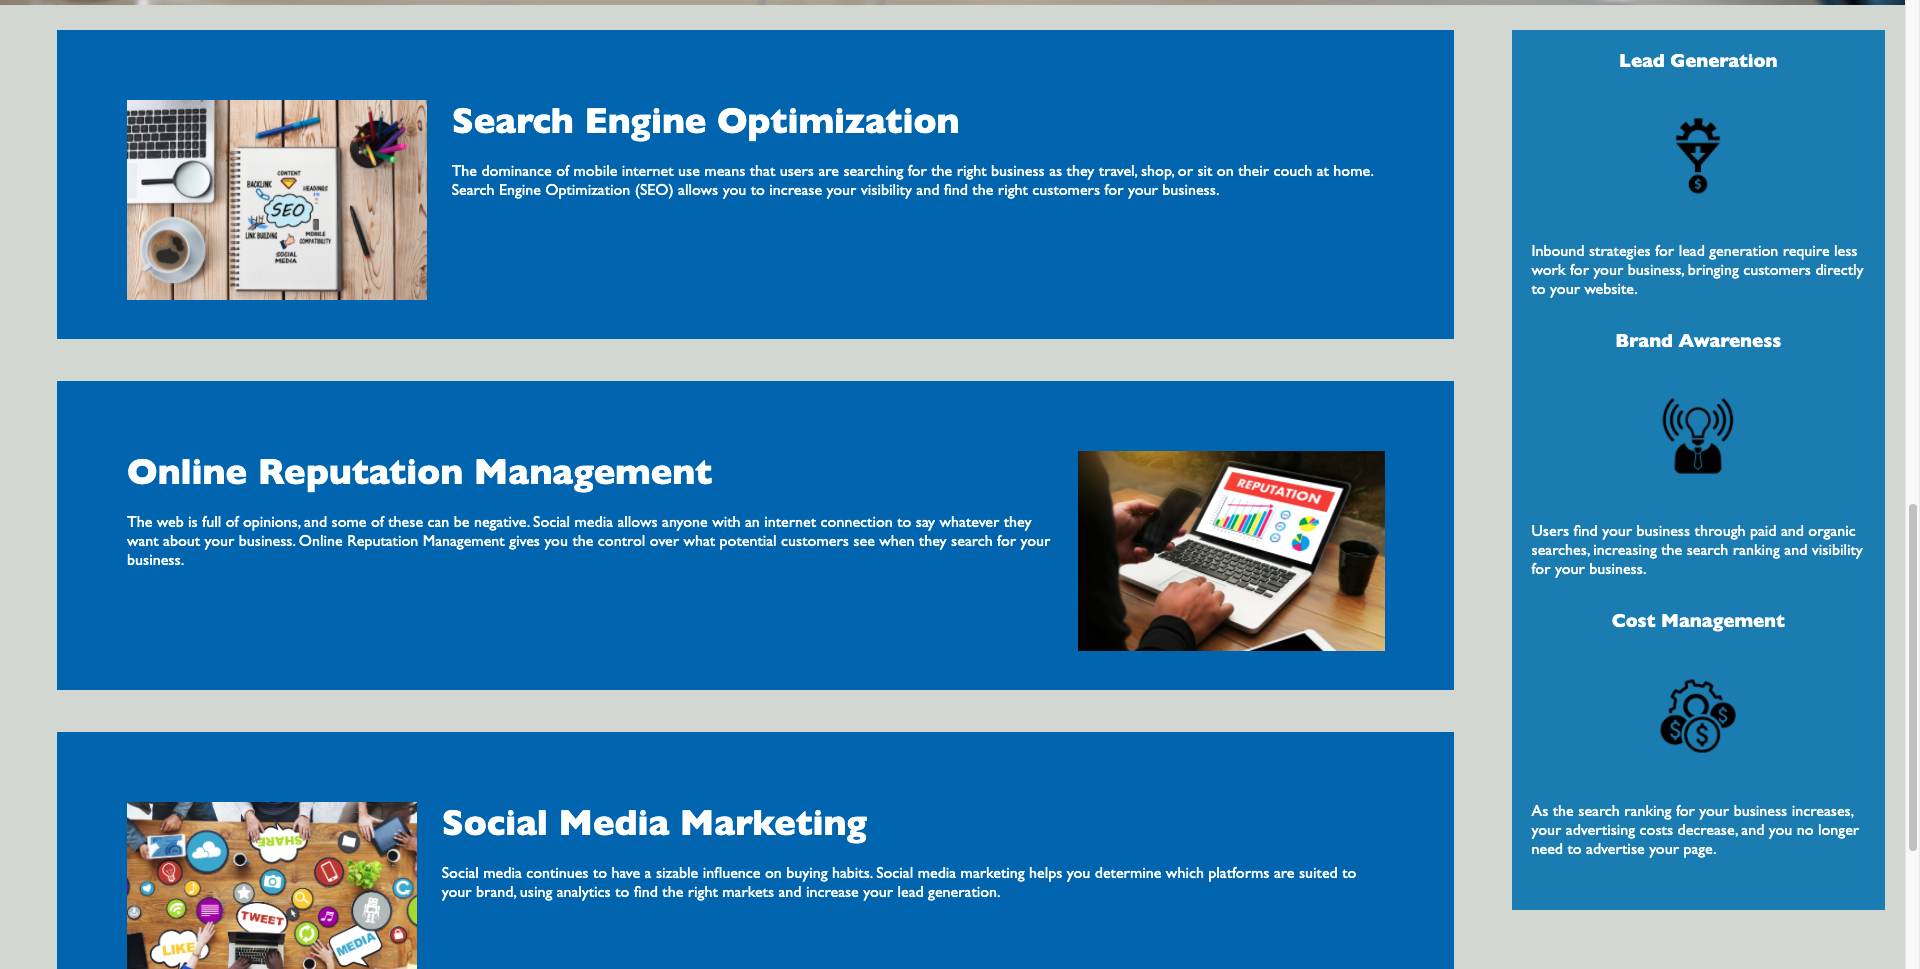 Search Engine Optimization
The dominance of mobile internet use means that users are searching for the right business as they travel, shop, or sit on their couch at home.
Search Engine Optimization (SEO) allows you to increase your visibility and find the right customers for your business.
CONTENT
BACKLINK
HEADINGS
SEO
LINK BUILDING
MOBILE
COMPATIBILITY
SOCIAL
MEDIA
Online Reputation Management
The web is full of opinions, and some of these can be negative. Social media allows anyone with an internet connection to say whatever they
want about your business. Online Reputation Management gives you the control over what potential customers see when they search for your
business.
REPUTATION
Social Media Marketing
Social media continues to have a sizable influence on buying habits. Social media marketing helps you determine which platforms are suited to
your brand, using analytics to find the right markets and increase your lead generation.
SHARE
TWEET
LIKE
MEDIA
Lead Generation
$
Inbound strategies for lead generation require less
work for your business, bringing customers directly
to your website.
Brand Awareness
Users find your business through paid and organic
searches, increasing the search ranking and visibility
for your business.
Cost Management
$ $ $
As the search ranking for your business increases,
your advertising costs decrease, and you no longer
need to advertise your page.